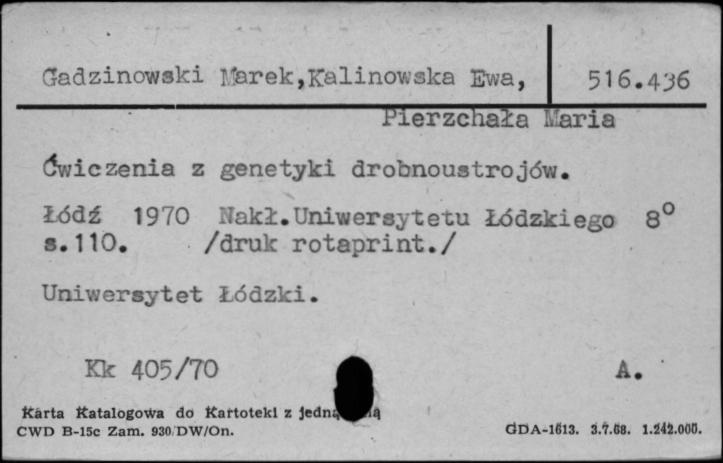 Gadzinowski Marek,Kalinowska Ewa, 516.436
Pierzchała Maria
Ćwiczenia z genetyki drobnoustrojów.
Łódź 1970 Nakł.Uniwersytetu Łódzkiego 8°
s.110. /druk rotaprint./
Uniwersytet Łódzki.
Kk 405/70 A.
Karta Katalogowa do Kartoteki z
CWD B-15c Zam. 930/DW/On. GDA-1613. 3.7.68. 1.242.000.